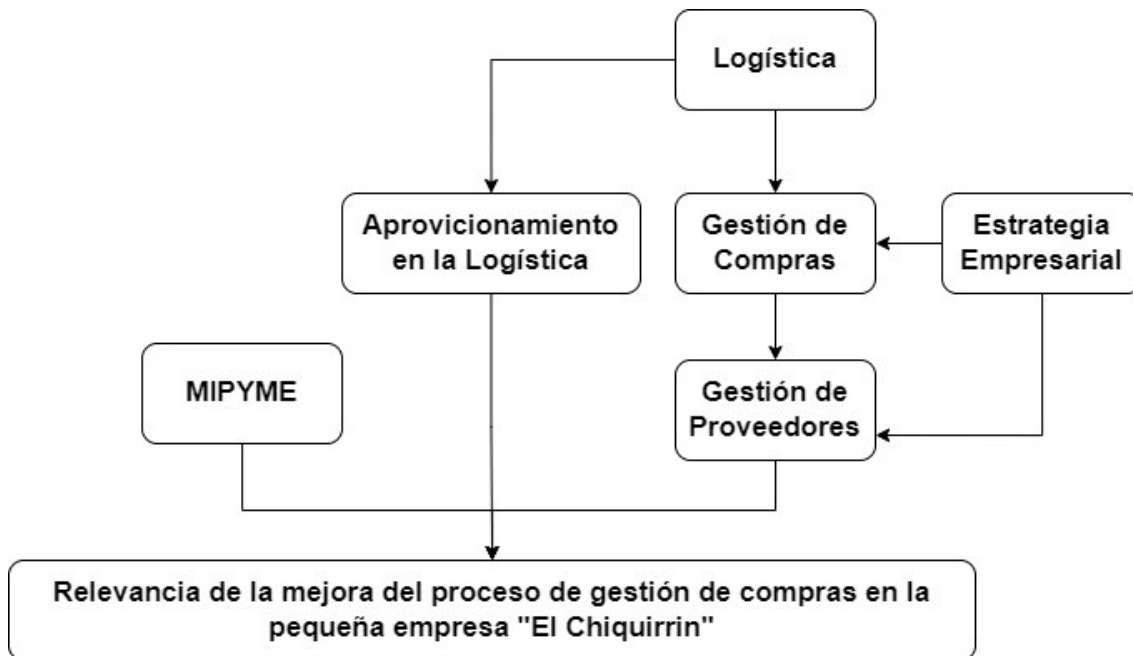 Logística
Aprovicionamiento
en la Logística
Gestión de
Compras
Estrategia
Empresarial
MIPYME
Gestión de
Proveedores
Relevancia de la mejora del proceso de gestión de compras en la
pequeña empresa "El Chiquirrin"